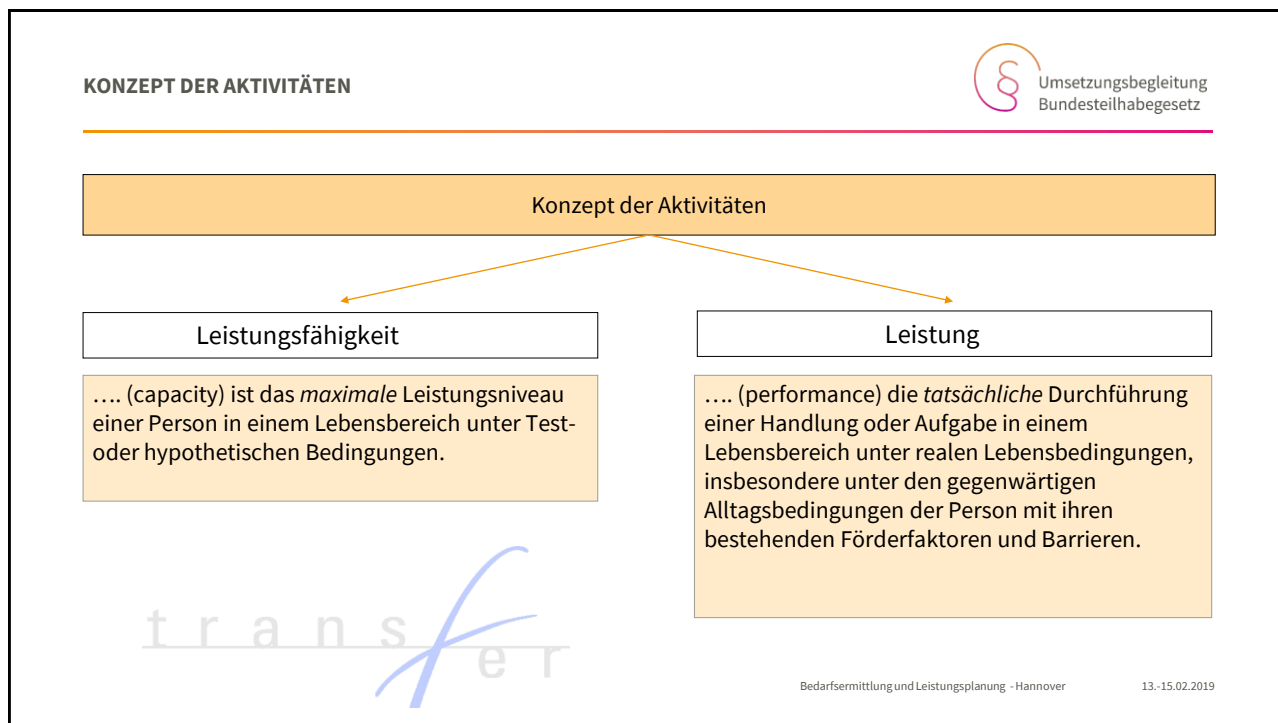 KONZEPT DER AKTIVITÄTEN
§
Umsetzungsbegleitung
Bundesteilhabegesetz
Konzept der Aktivitäten
Leistungsfähigkeit
Leistung
…. (capacity) ist das maximale Leistungsniveau
einer Person in einem Lebensbereich unter Test-
oder hypothetischen Bedingungen.
…. (performance) die tatsächliche Durchführung
einer Handlung oder Aufgabe in einem
Lebensbereich unter realen Lebensbedingungen,
insbesondere unter den gegenwärtigen
Alltagsbedingungen der Person mit ihren
bestehenden Förderfaktoren und Barrieren.
transfer
Bedarfsermittlung und Leistungsplanung - Hannover
13.-15.02.2019